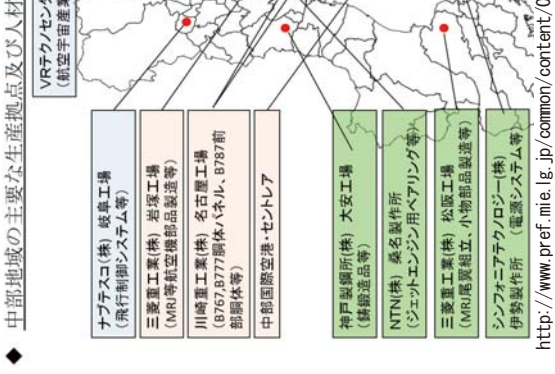 ◆ 中部地域の主要な生産拠点及び人材
VRテクノセンタ
(航空宇宙産業
ナブテスコ(株) 岐阜工場
(飛行制御システム等)
三菱重工業(株) 岩塚工場
(MRJ等航空機部品製造等)
川崎重工業(株) 名古屋工場
(B767,B777胴体パネル、B787前
部胴体等)
中部国際空港・セントレア
神戸製鋼所(株) 大安工場
(鋳鍛造品等)
NTN(株) 桑名製作所
(ジェットエンジン用ベアリング等)
三菱重工業(株) 松阪工場
(MRJ尾翼組立、小物部品製造等)
シンフォニアテクノロジー(株)
伊勢製作所 (電源システム等)
http://www.pref.mie.lg.jp/common/content/0